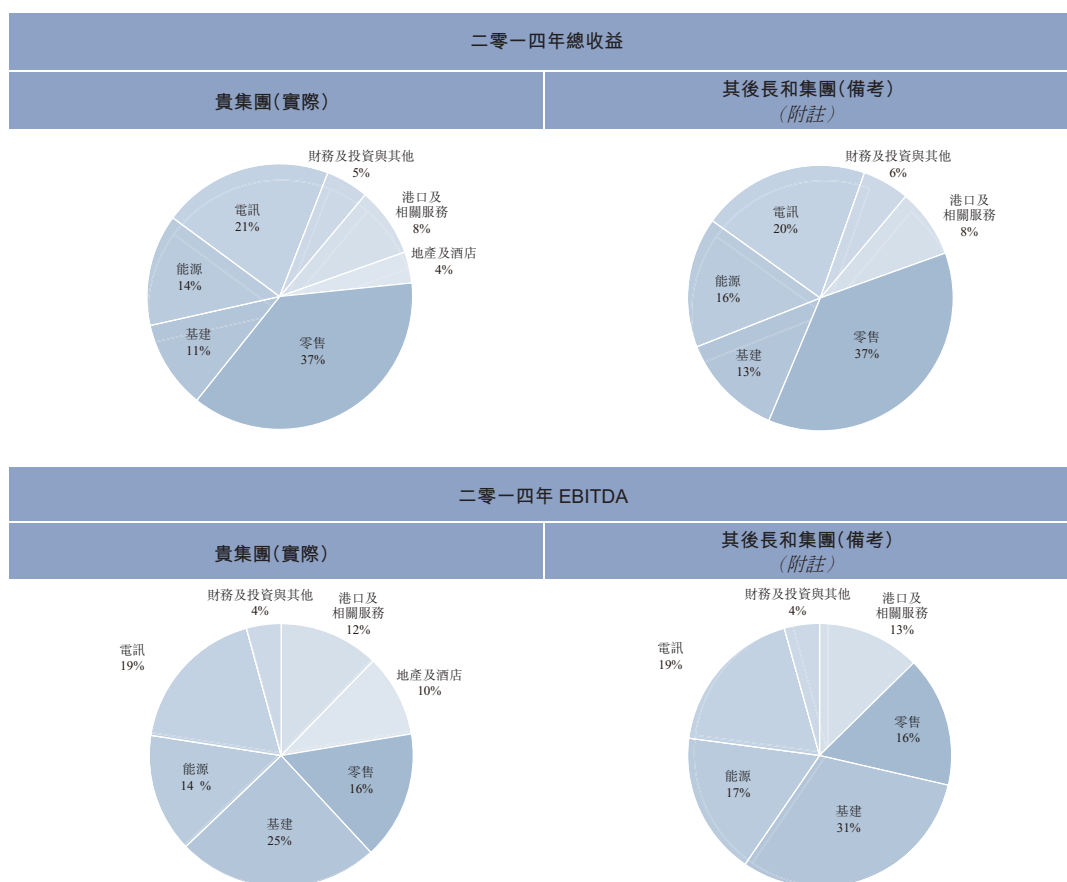 二零一四年總收益
貴集團(實際)
其後長和集團(備考)
(附註)
財務及投資與其他
5%
港口及
相關服務
8%
地產及酒店
4%
零售
37%
基建
11%
能源
14%
電訊
21%
財務及投資與其他
6%
港口及
相關服務
8%
零售
37%
基建
13%
能源
16%
電訊
20%
二零一四年 EBITDA
貴集團(實際)
其後長和集團(備考)
(附註)
財務及投資與其他
4%
港口及
相關服務
12%
地產及酒店
10%
零售
16%
基建
25%
能源
14 %
電訊
19%
財務及投資與其他
4%
港口及
相關服務
13%
零售
16%
基建
31%
能源
17%
電訊
19%